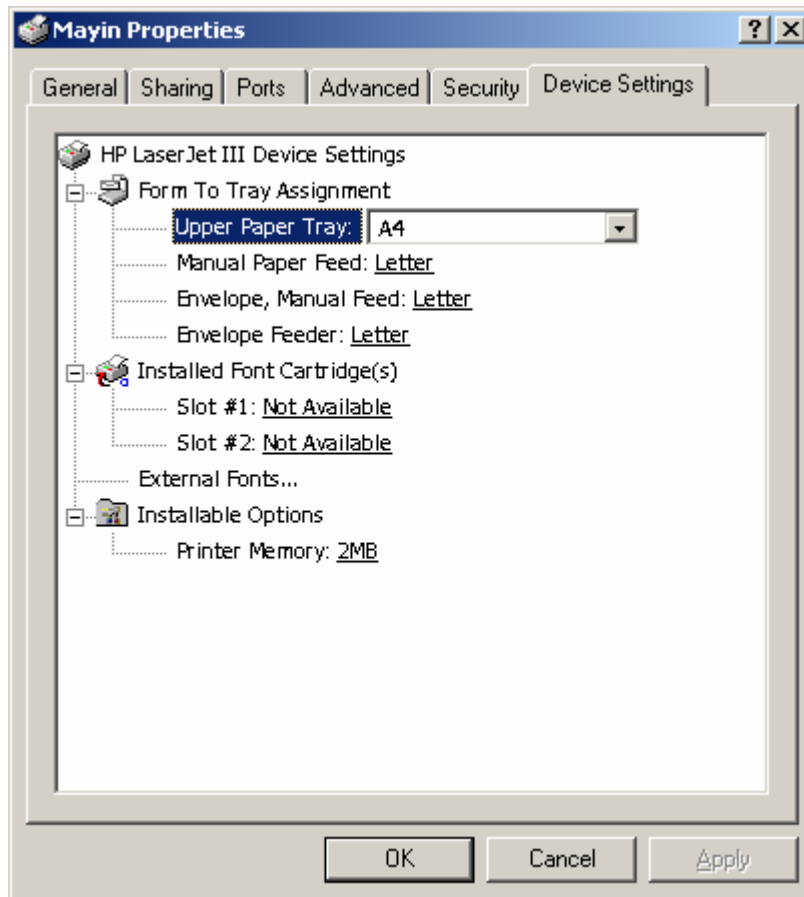 Mayin Properties
General Sharing Ports Advanced Security Device Settings
HP LaserJet III Device Settings
Form To Tray Assignment
Upper Paper Tray: A4
Manual Paper Feed: Letter
Envelope, Manual Feed: Letter
Envelope Feeder: Letter
Installed Font Cartridge(s)
Slot #1: Not Available
Slot #2: Not Available
External Fonts...
Installable Options
Printer Memory: 2MB
OK Cancel Apply